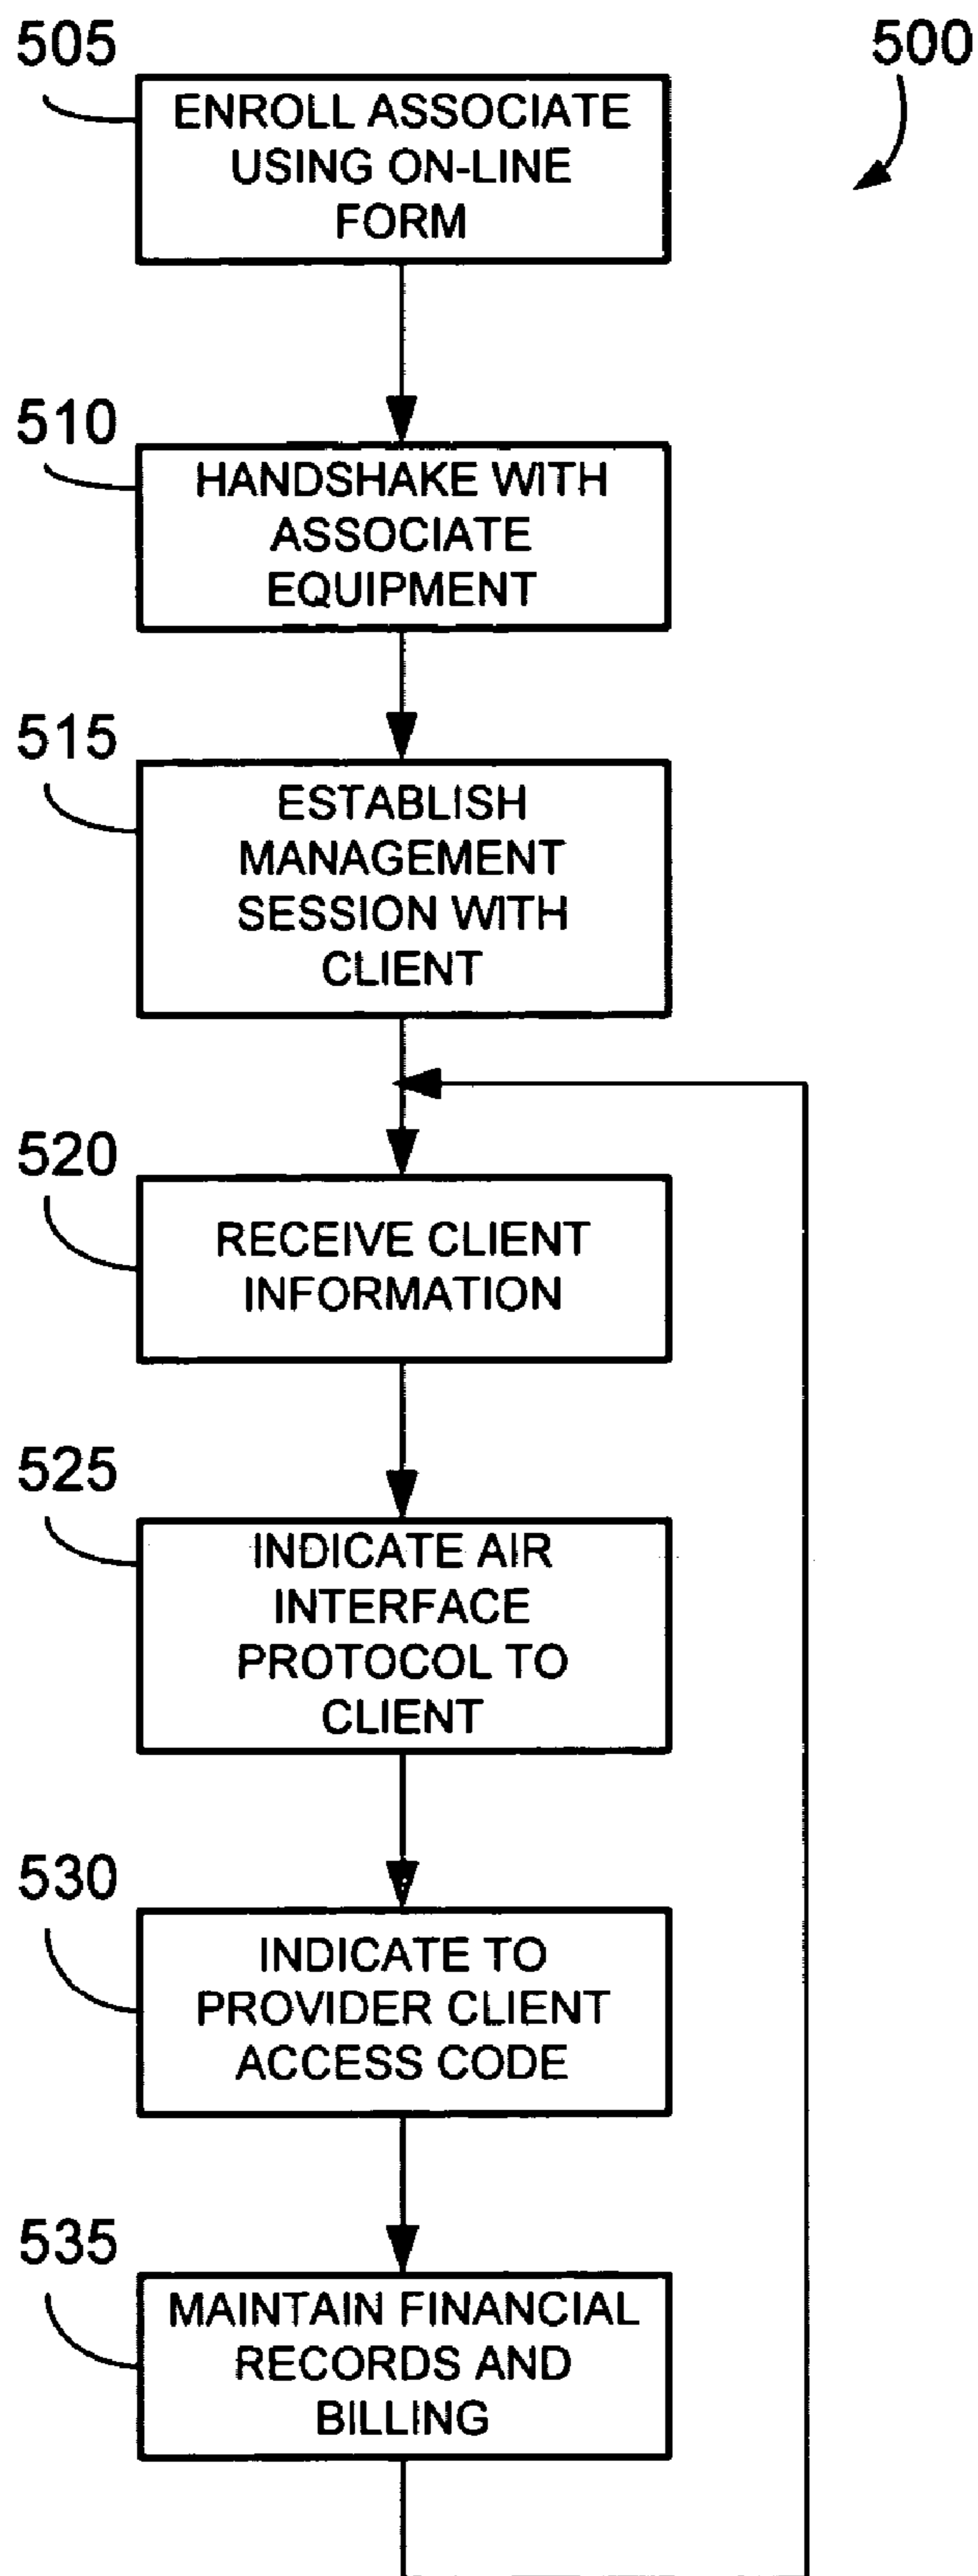 505
500
ENROLL ASSOCIATE
USING ON-LINE
FORM
510
HANDSHAKE WITH
ASSOCIATE
EQUIPMENT
515
ESTABLISH
MANAGEMENT
SESSION WITH
CLIENT
520
RECEIVE CLIENT
INFORMATION
525
INDICATE AIR
INTERFACE
PROTOCOL TO
CLIENT
530
INDICATE TO
PROVIDER CLIENT
ACCESS CODE
535
MAINTAIN FINANCIAL
RECORDS AND
BILLING